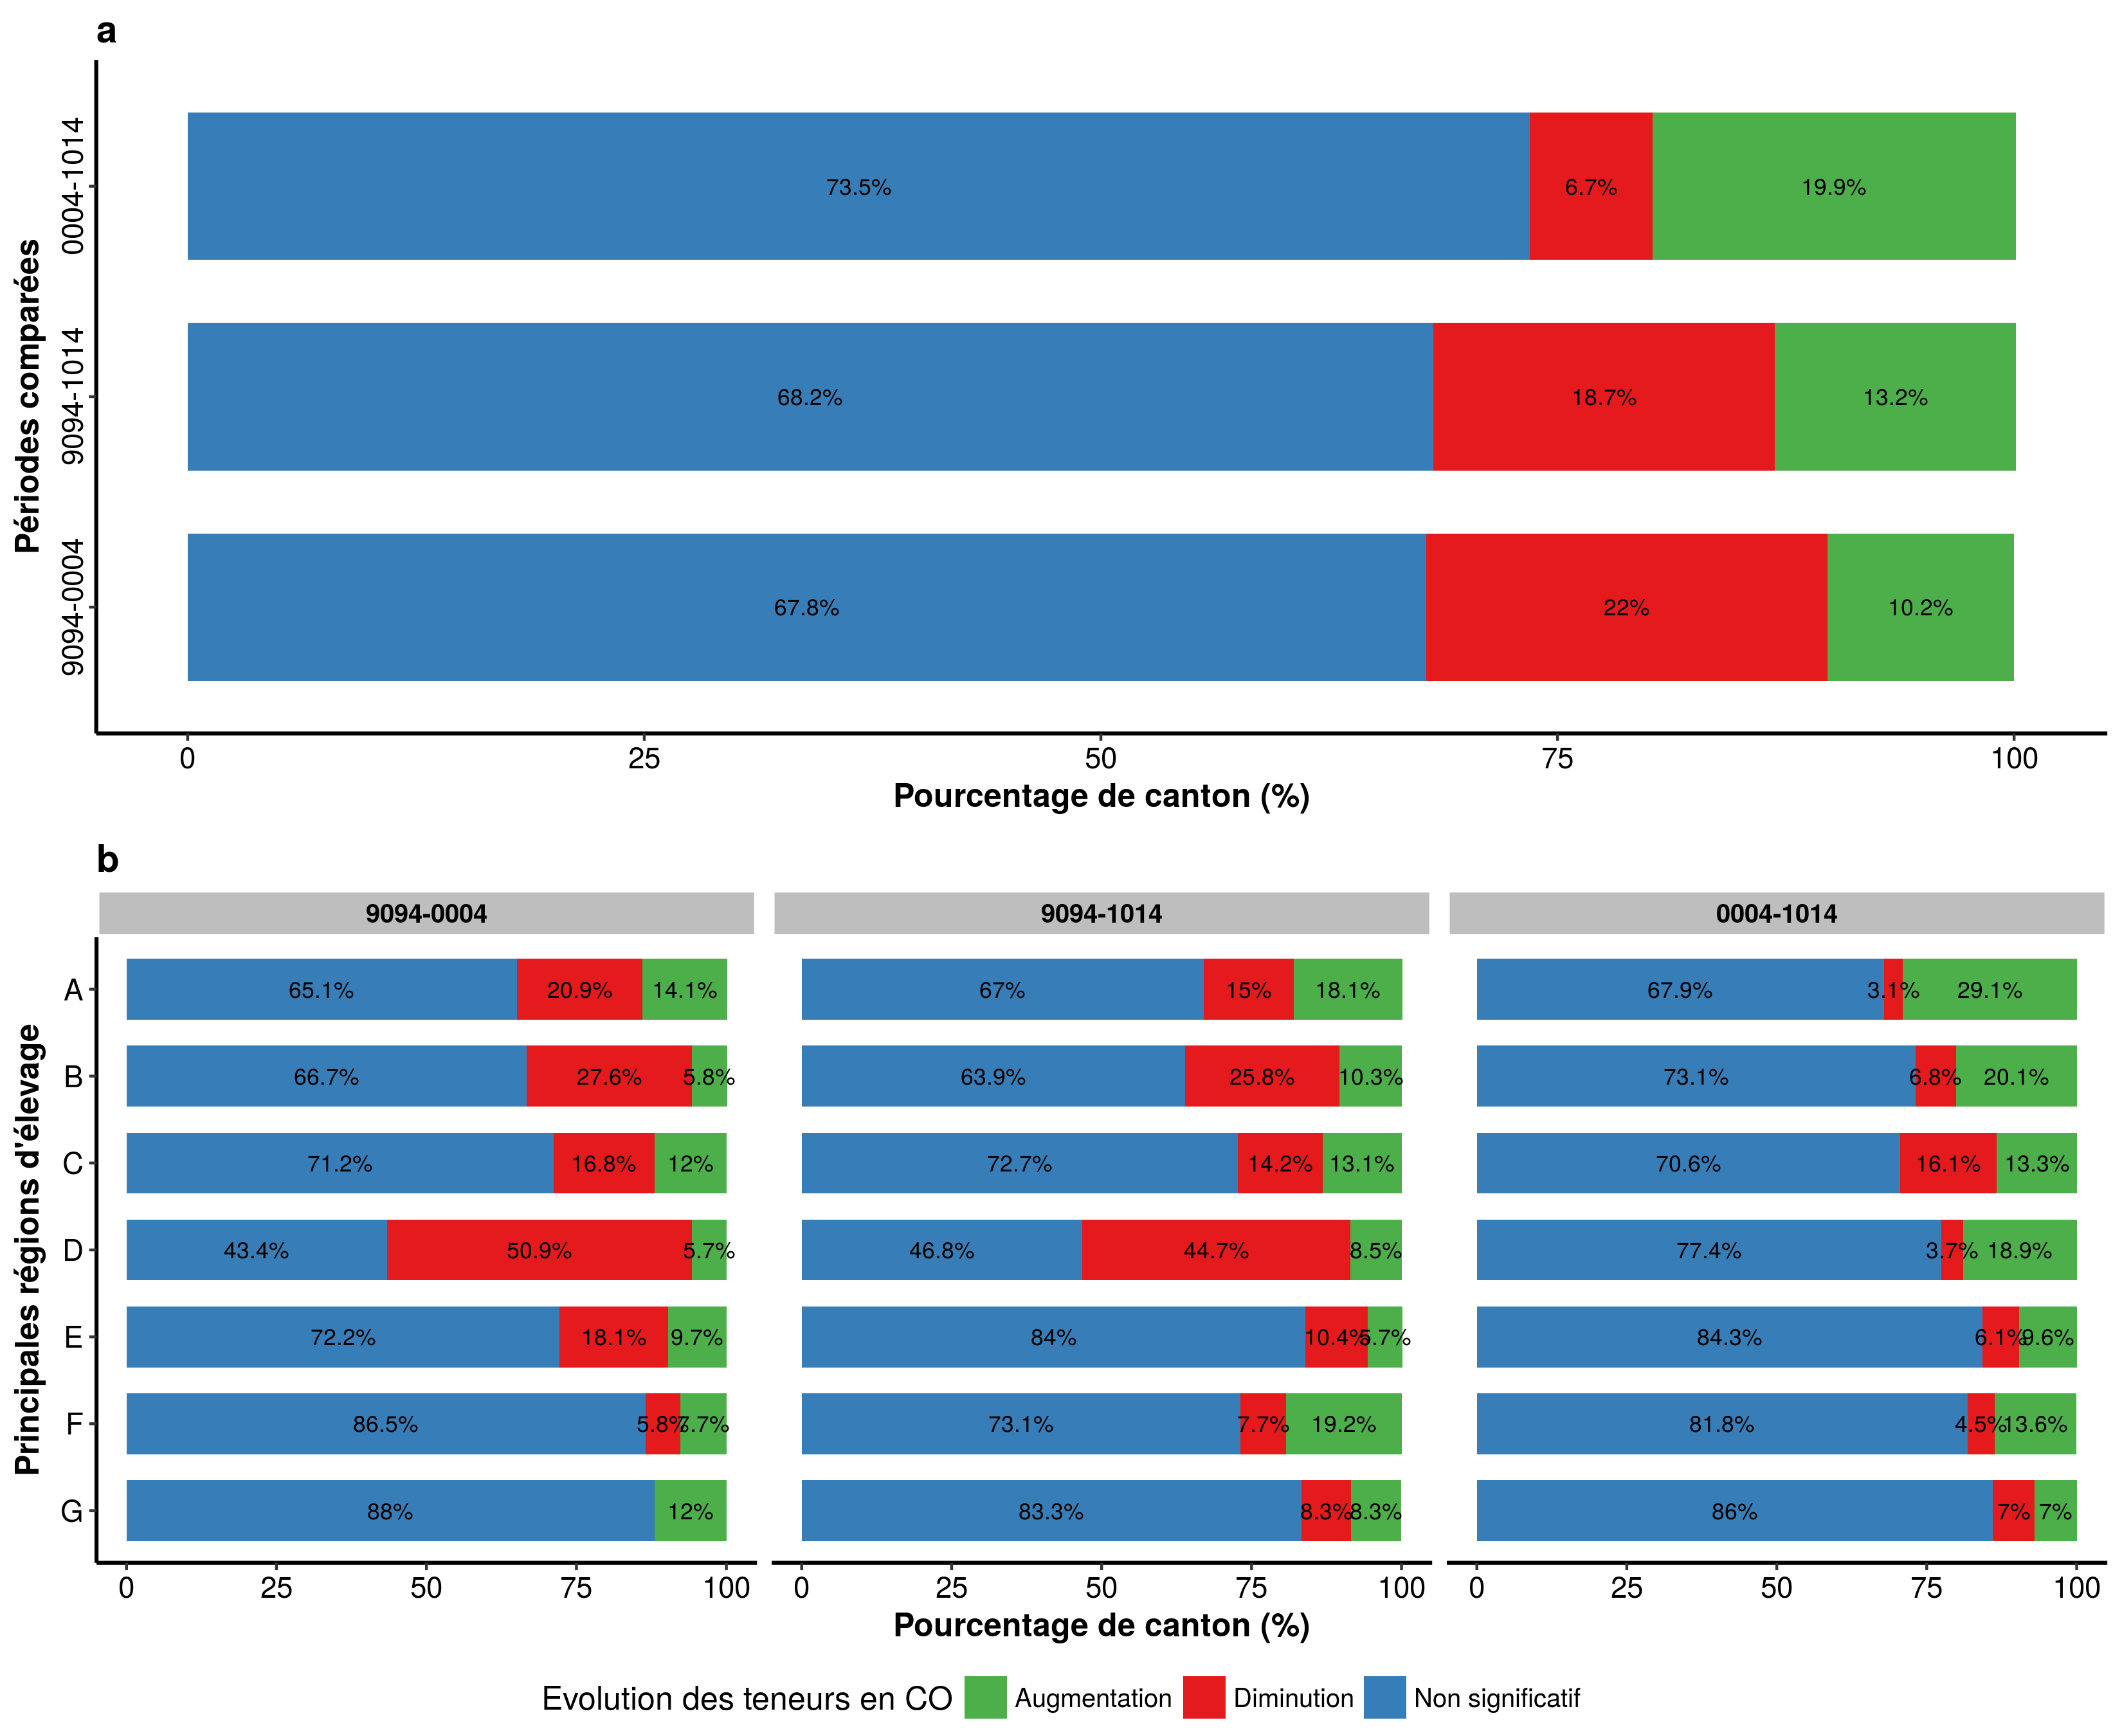 a
Périodes comparées
0004-1014
73.5% 6.7% 19.9%
9094-1014
68.2% 18.7% 13.2%
9094-0004
67.8% 22% 10.2%
0 25 50 75 100
Pourcentage de canton (%)
b
9094-0004 9094-1014 0004-1014
Principales régions d'élevage
A 65.1% 20.9% 14.1% 67% 15% 18.1% 67.9% 3.1% 29.1%
B 66.7% 27.6% 5.8% 63.9% 25.8% 10.3% 73.1% 6.8% 20.1%
C 71.2% 16.8% 12% 72.7% 14.2% 13.1% 70.6% 16.1% 13.3%
D 43.4% 50.9% 5.7% 46.8% 44.7% 8.5% 77.4% 3.7% 18.9%
E 72.2% 18.1% 9.7% 84% 10.4% 5.7% 84.3% 6.1% 9.6%
F 86.5% 5.8% 7.7% 73.1% 7.7% 19.2% 81.8% 4.5% 13.6%
G 88% 12% 83.3% 8.3% 8.3% 86% 7% 7%
0 25 50 75 100 0 25 50 75 100 0 25 50 75 100
Pourcentage de canton (%)
Evolution des teneurs en CO Augmentation Diminution Non significatif